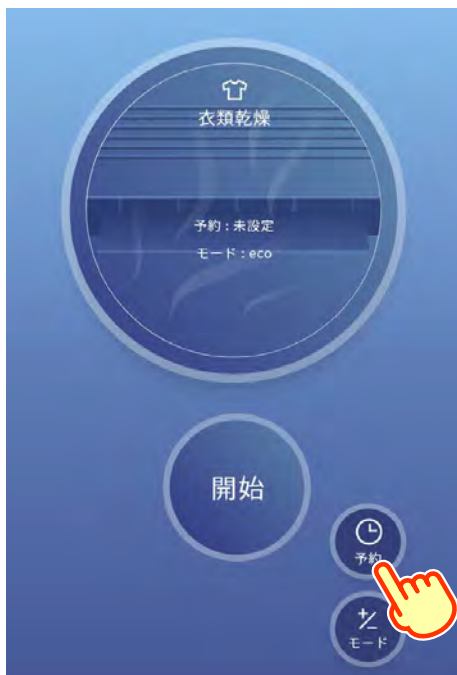 衣類乾燥
予約：未設定
モード：eco
開始
予約
モード